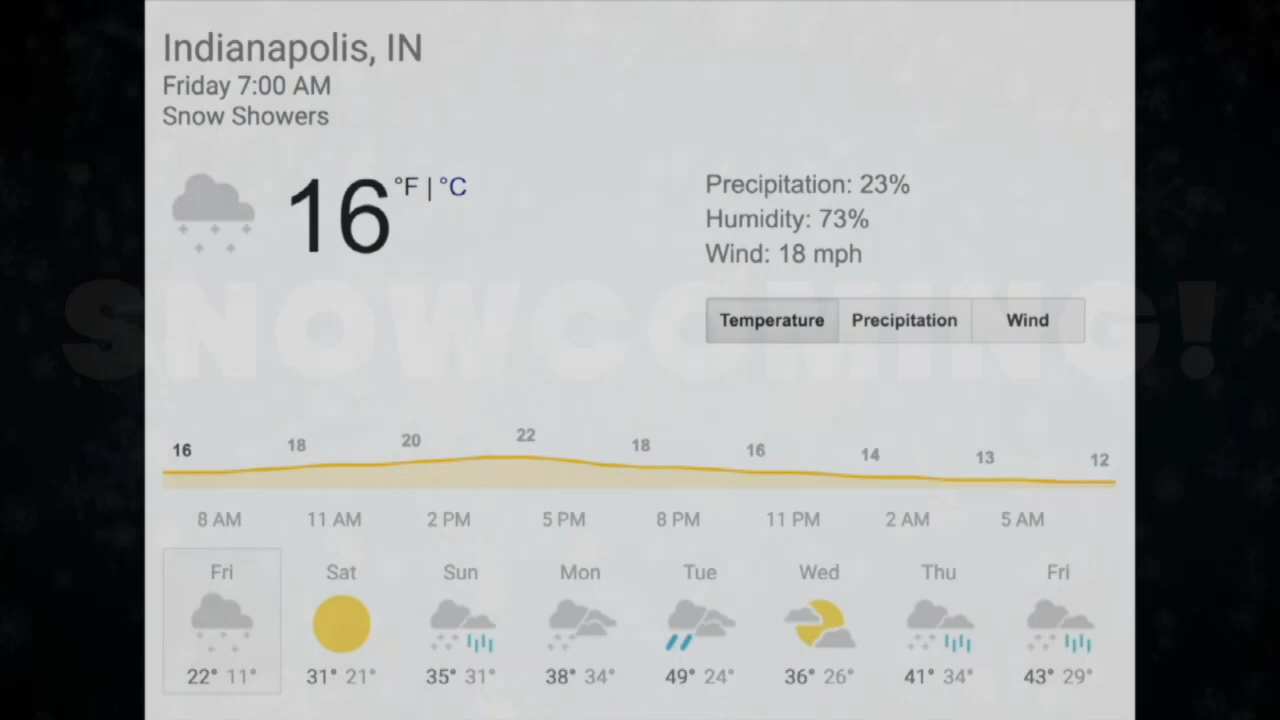 Indianapolis, IN
Friday 7:00 AM
Snow Showers
16 °F | °C
Precipitation: 23%
Humidity: 73%
Wind: 18 mph
SNOWCOMING!
Temperature Precipitation Wind
16 18 20 22 18 16 14 13 12
8 AM 11 AM 2 PM 5 PM 8 PM 11 PM 2 AM 5 AM
Fri Sat Sun Mon Tue Wed Thu Fri
22° 11° 31° 21° 35° 31° 38° 34° 49° 24° 36° 26° 41° 34° 43° 29°